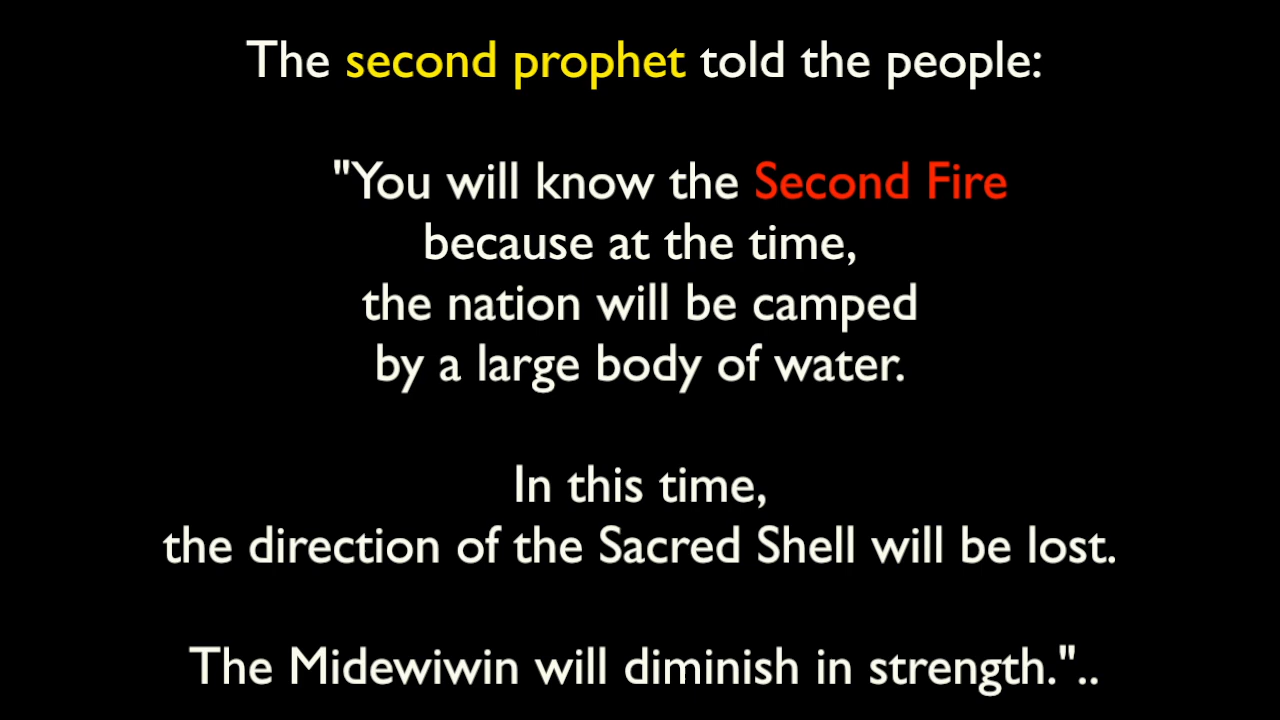 The second prophet told the people:
"You will know the Second Fire
because at the time,
the nation will be camped
by a large body of water.
In this time,
the direction of the Sacred Shell will be lost.
The Midewiwin will diminish in strength."..